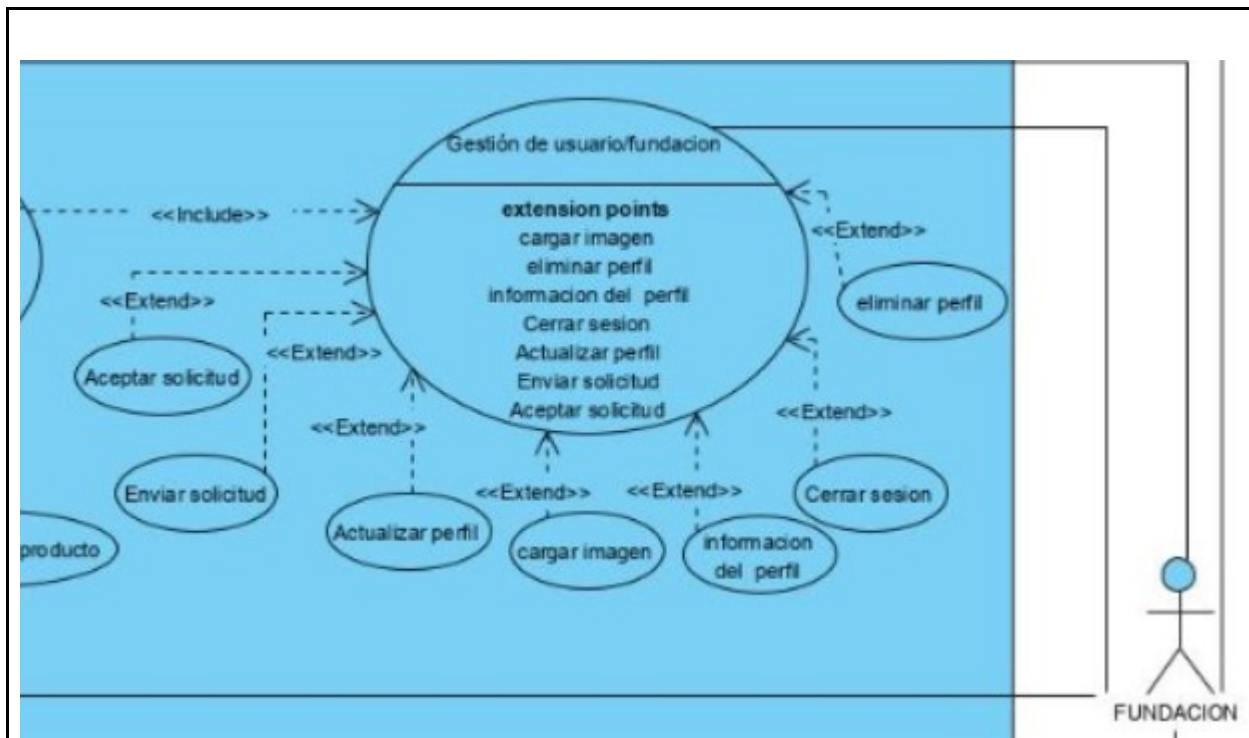 Gestión de usuario/fundacion
extension points
cargar imagen
eliminar perfil
informacion del perfil
Cerrar sesion
Actualizar perfil
Enviar solicitud
Aceptar solicitud
<<Include>>
<<Extend>>
eliminar perfil
<<Extend>>
Aceptar solicitud
<<Extend>>
Enviar solicitud
<<Extend>>
Actualizar perfil
<<Extend>>
cargar imagen
<<Extend>>
informacion
del perfil
<<Extend>>
Cerrar sesion
producto
FUNDACION